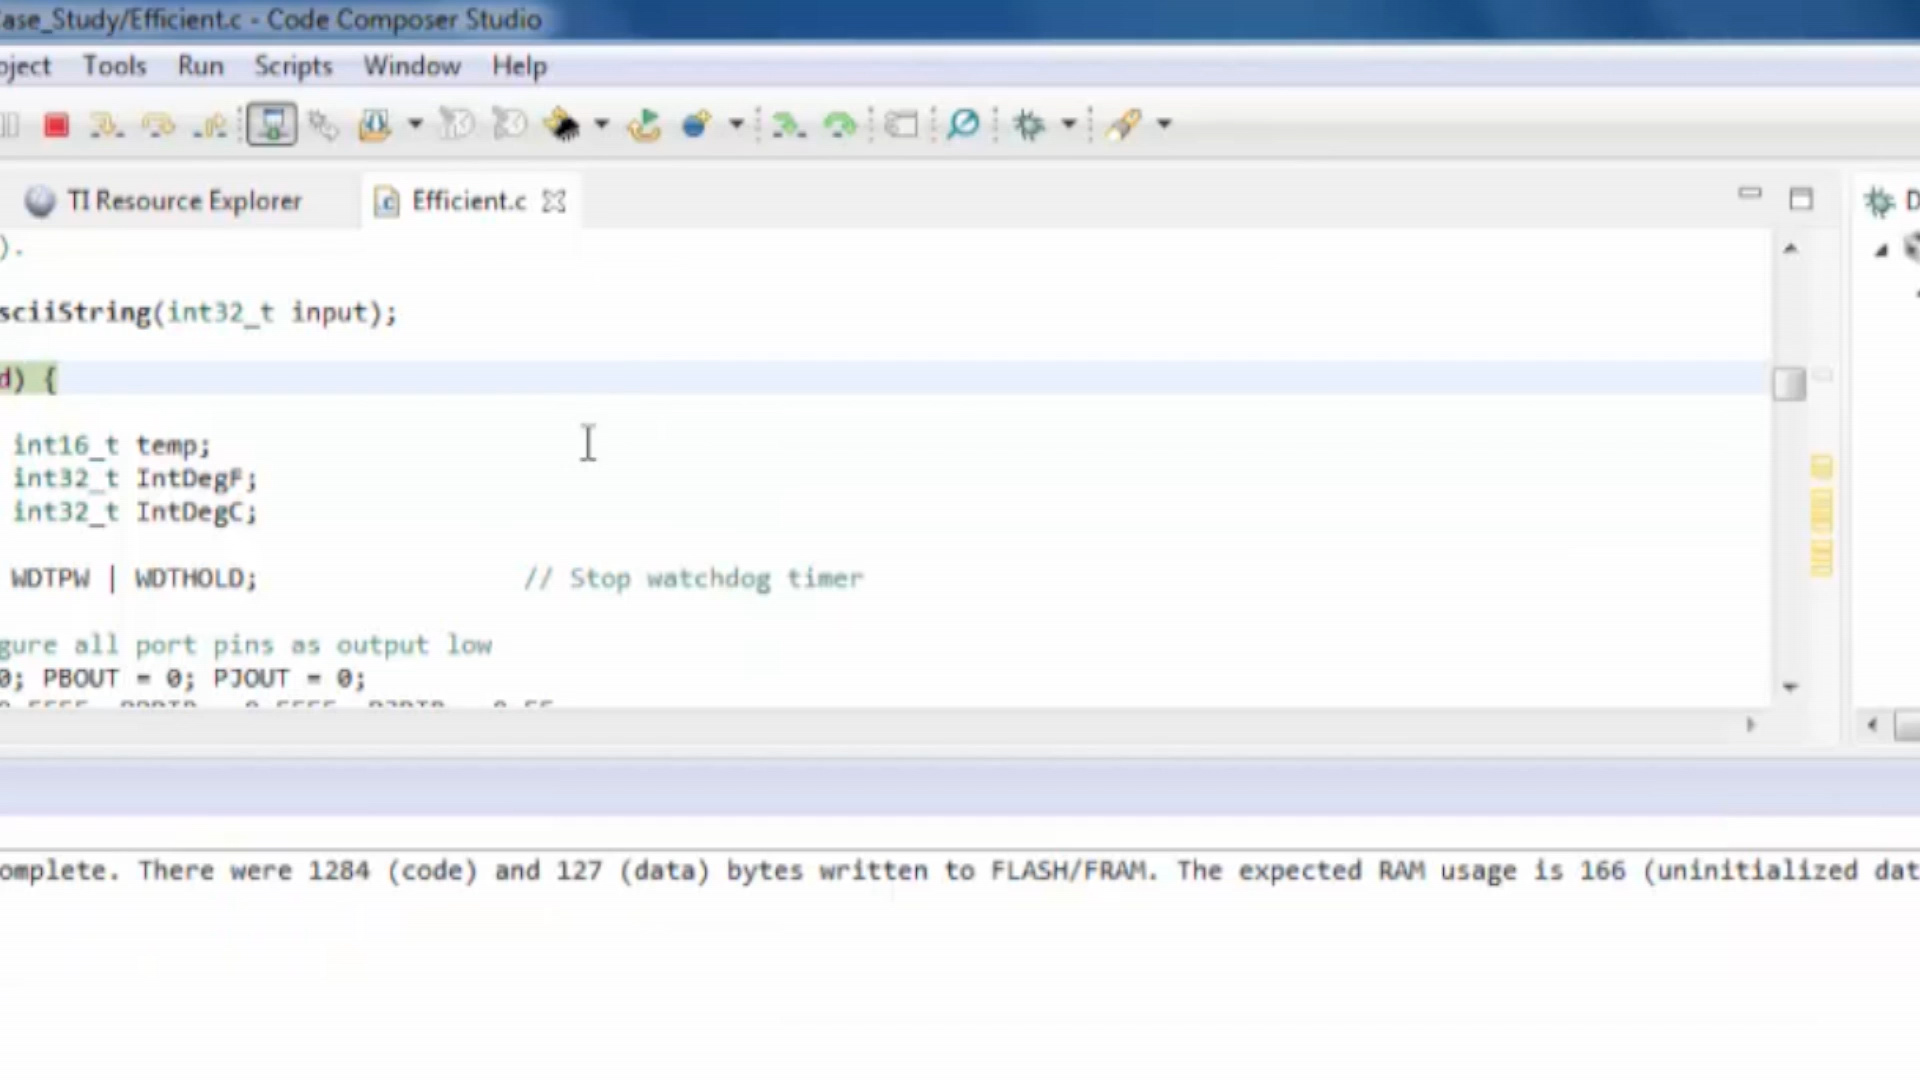 ase_Study/Efficient.c - Code Composer Studio
oject Tools Run Scripts Window Help
TI Resource Explorer
Efficient.c
D
).
sciiString(int32_t input);
d) {
int16_t temp;
int32_t IntDegF;
int32_t IntDegC;
WDTPW | WDTHOLD; // Stop watchdog timer
gure all port pins as output low
0; PBOUT = 0; PJOUT = 0;
omplete. There were 1284 (code) and 127 (data) bytes written to FLASH/FRAM. The expected RAM usage is 166 (uninitialized dat